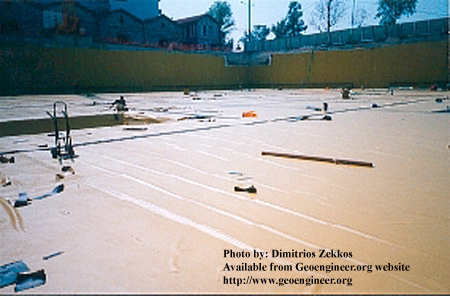 Photo by: Dimitrios Zekkos
Available from Geoengineer.org website
http://www.geoengineer.org